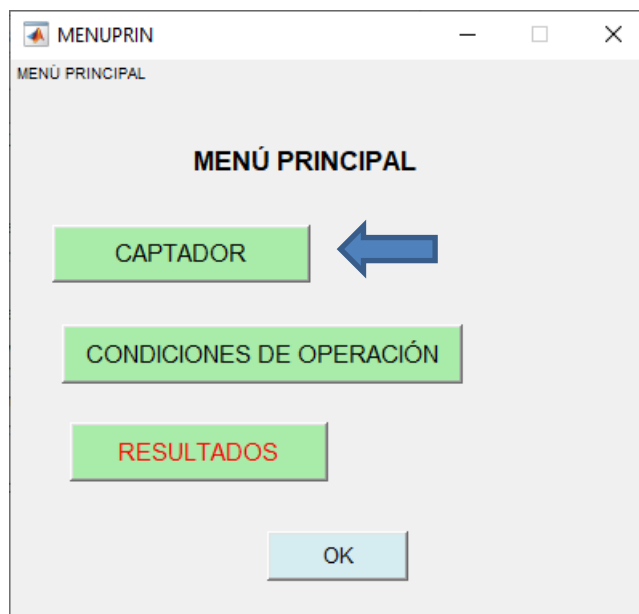 MENUPRIN
MENÚ PRINCIPAL
MENÚ PRINCIPAL
CAPTADOR
CONDICIONES DE OPERACIÓN
RESULTADOS
OK